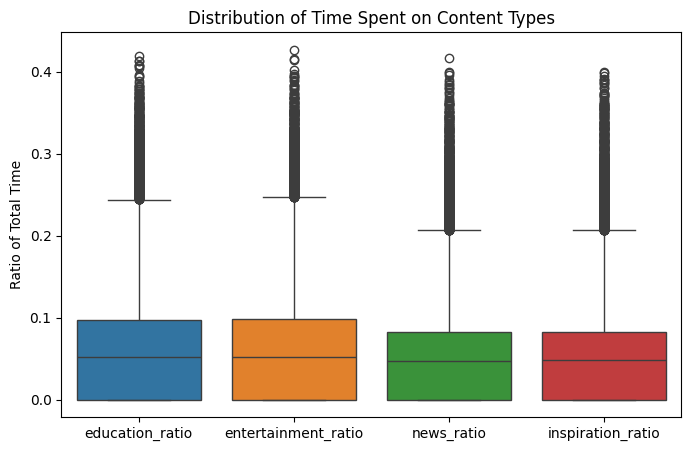 Distribution of Time Spent on Content Types
Ratio of Total Time
0.4
0.3
0.2
0.1
0.0
education_ratio
entertainment_ratio
news_ratio
inspiration_ratio